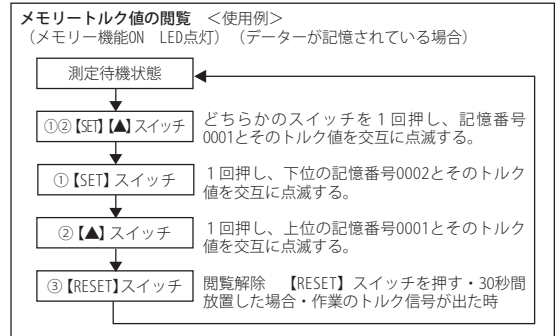 メモリートルク値の閲覧　＜使用例＞
（メモリー機能ON　LED点灯）（データーが記憶されている場合）
測定待機状態
①②【SET】【▲】スイッチ
どちらかのスイッチを１回押し、記憶番号
0001とそのトルク値を交互に点滅する。
①【SET】スイッチ
１回押し、下位の記憶番号0002とそのトルク
値を交互に点滅する。
②【▲】スイッチ
１回押し、上位の記憶番号0001とそのトルク
値を交互に点滅する。
③【RESET】スイッチ
閲覧解除　【RESET】スイッチを押す・30秒間
放置した場合・作業のトルク信号が出た時